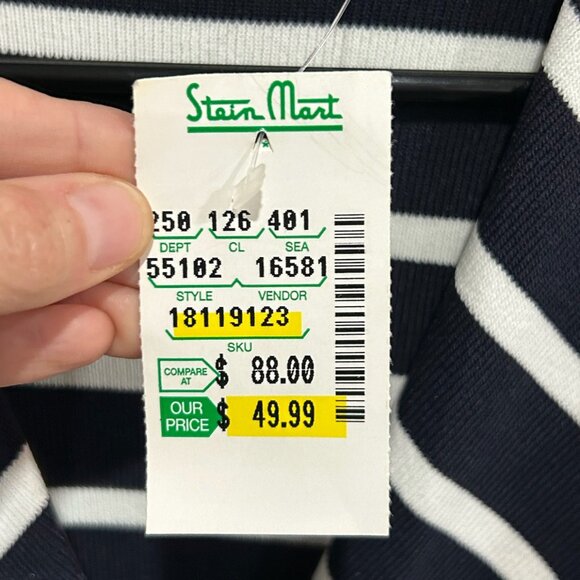 Stein Mart
250 126 401
DEPT CL SEA
55102 16581
STYLE VENDOR
18119123
SKU
COMPARE AT $ 88.00
OUR PRICE $ 49.99